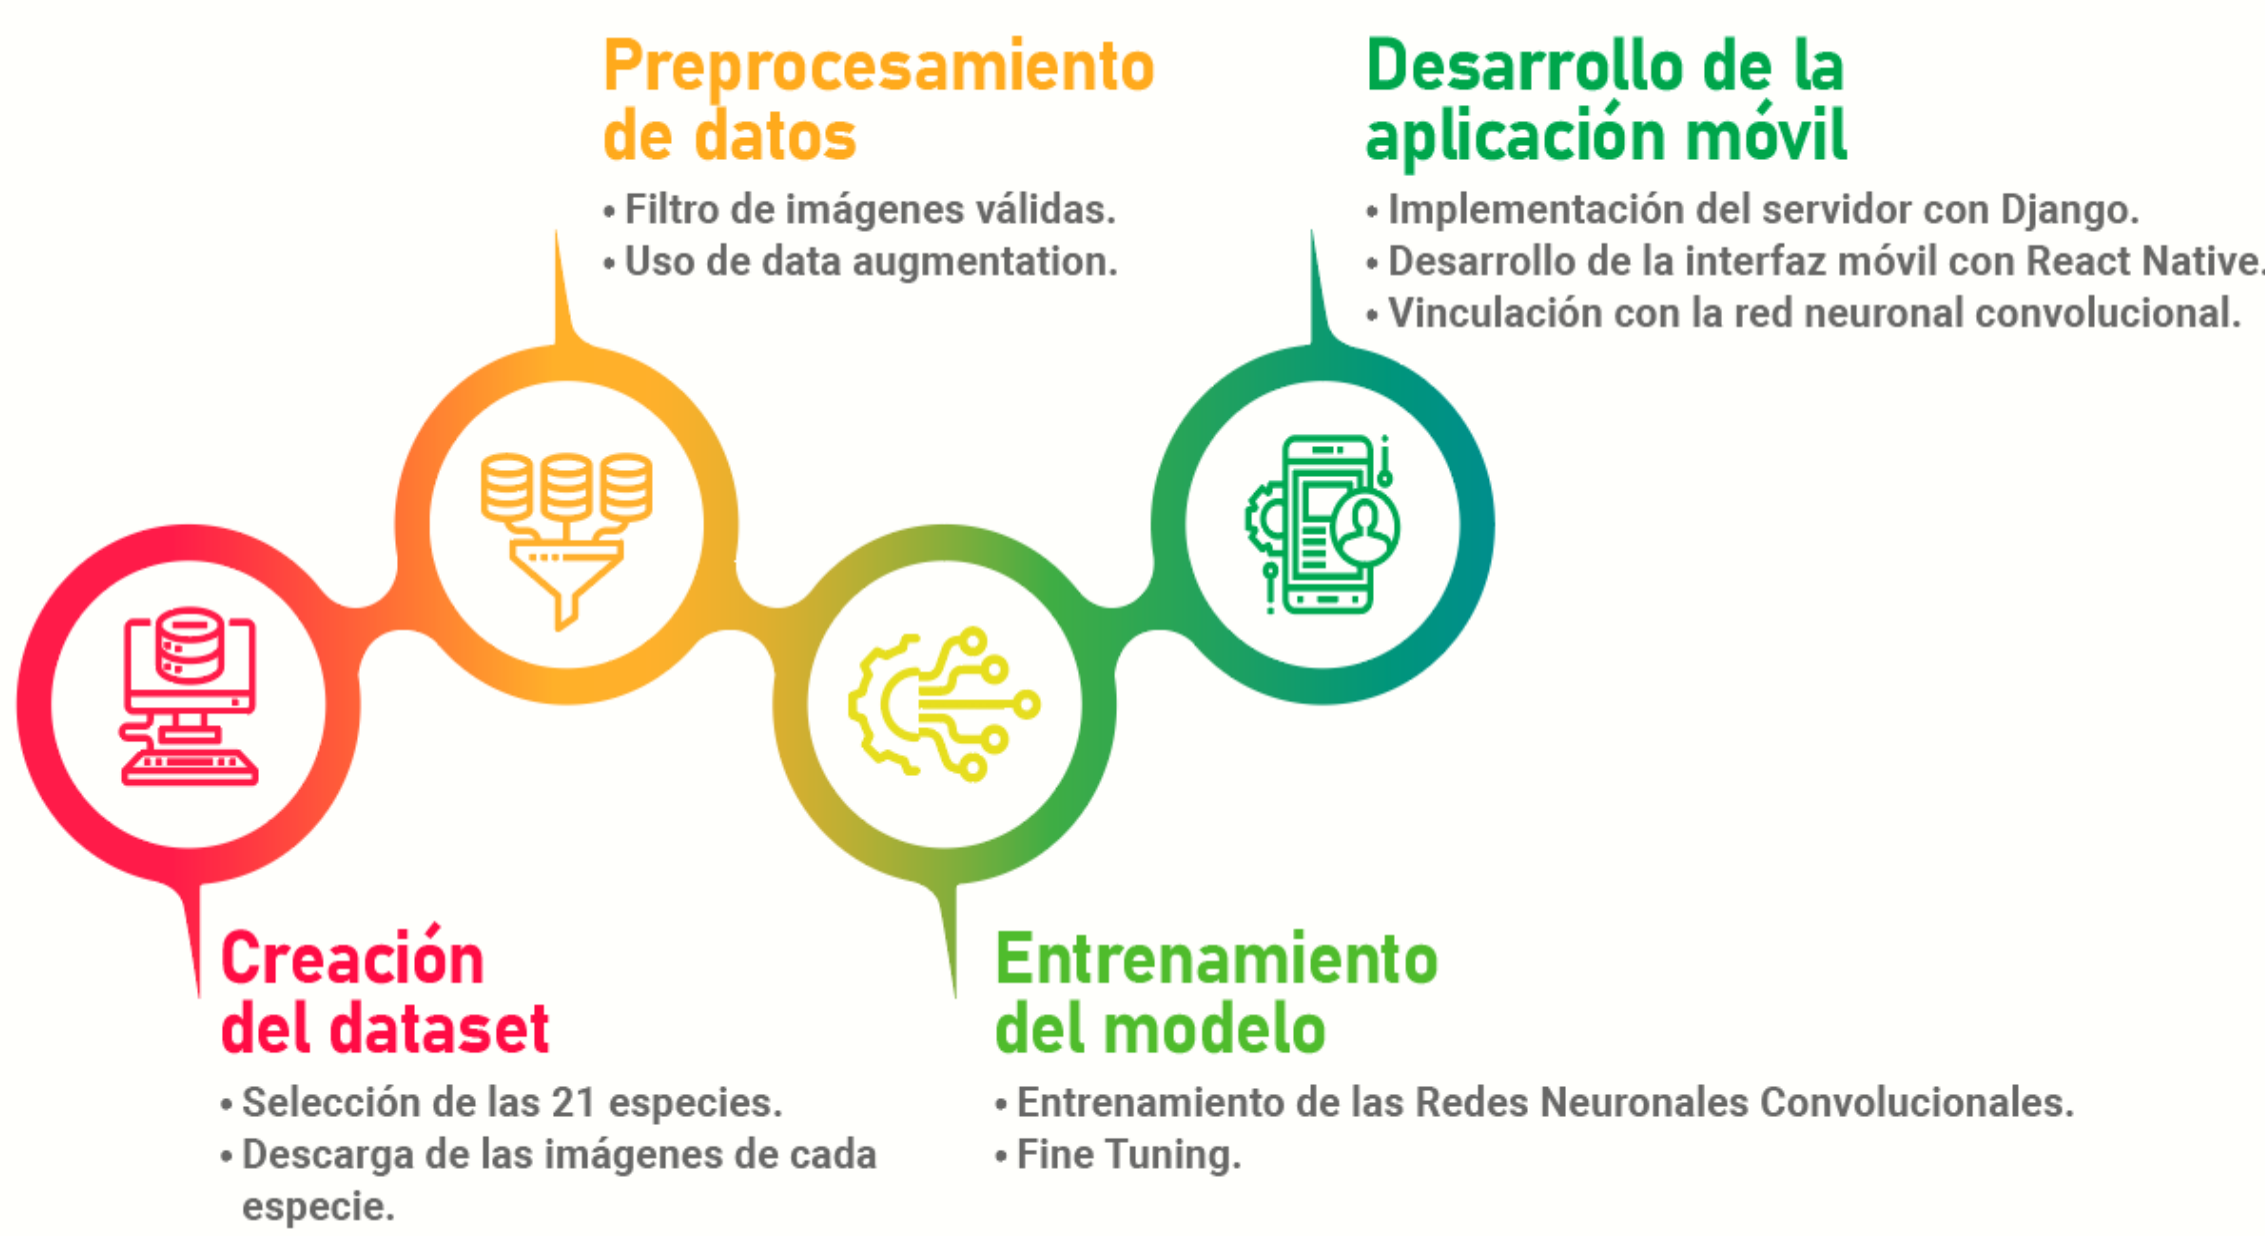 Preprocesamiento
de datos
• Filtro de imágenes válidas.
• Uso de data augmentation.
Desarrollo de la
aplicación móvil
• Implementación del servidor con Django.
• Desarrollo de la interfaz móvil con React Native.
• Vinculación con la red neuronal convolucional.
Creación
del dataset
• Selección de las 21 especies.
• Descarga de las imágenes de cada
especie.
Entrenamiento
del modelo
• Entrenamiento de las Redes Neuronales Convolucionales.
• Fine Tuning.